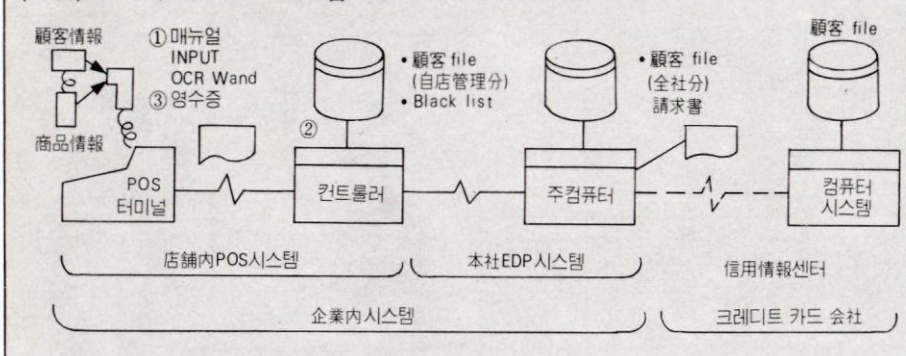 顧客情報
① 매뉴얼
INPUT
OCR Wand
③ 영수증
商品情報
②
• 顧客 file
(自店管理分)
• Black list
• 顧客 file
(全社分)
請求書
顧客 file
POS
터미널
컨트롤러
주컴퓨터
컴퓨터
시스템
店舖內POS시스템
本社EDP시스템
信用情報센터
企業內시스템
크레디트 카드 会社